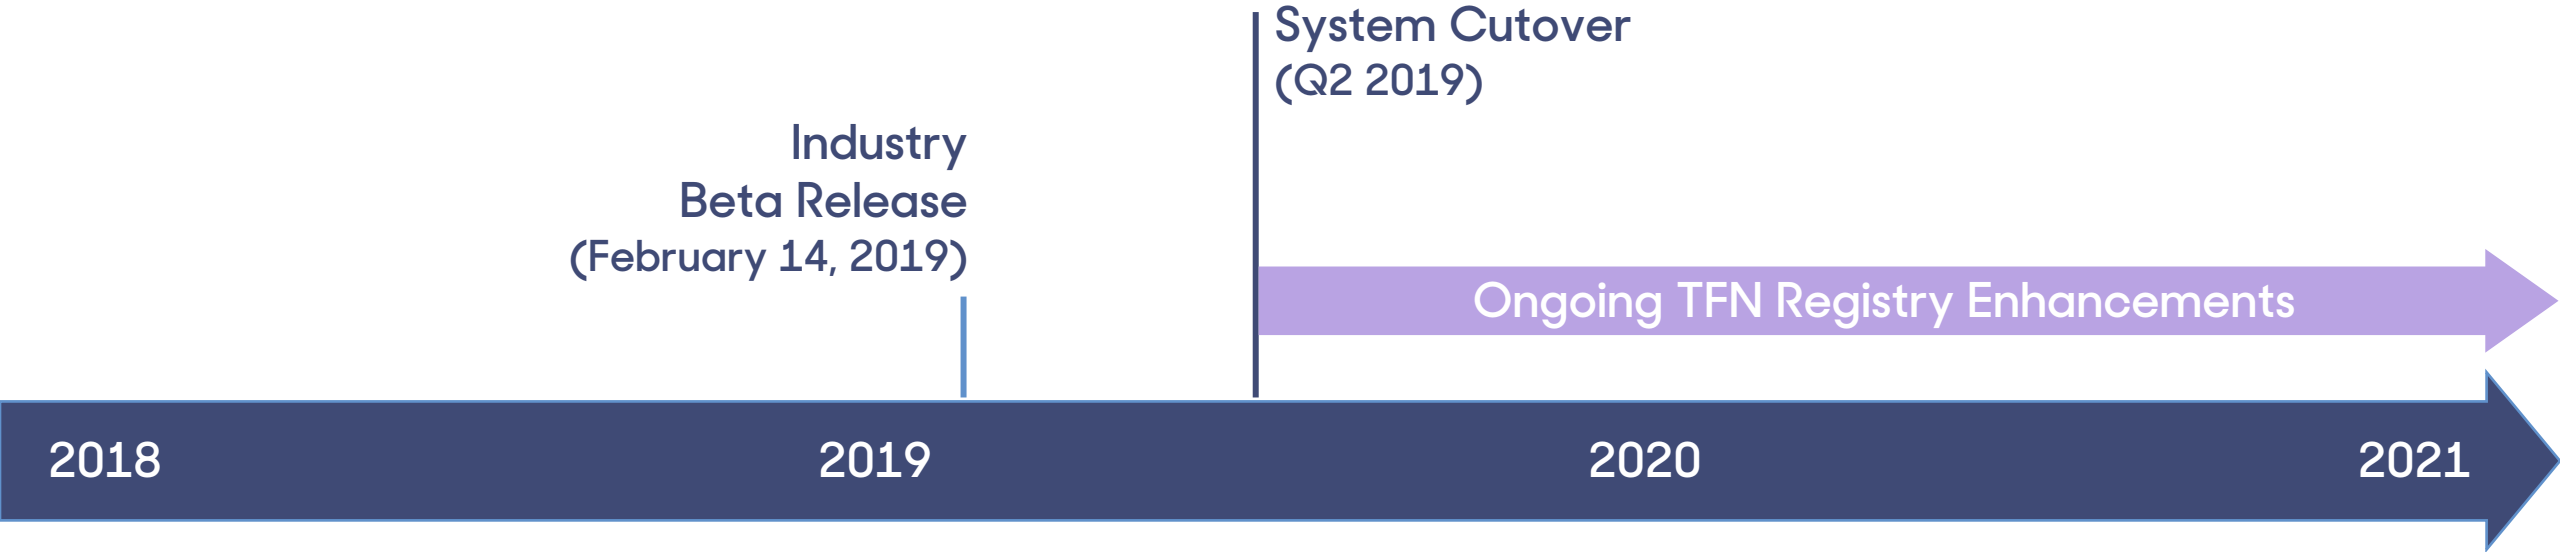 System Cutover
(Q2 2019)
Industry
Beta Release
(February 14, 2019)
Ongoing TFN Registry Enhancements
2018 2019 2020 2021